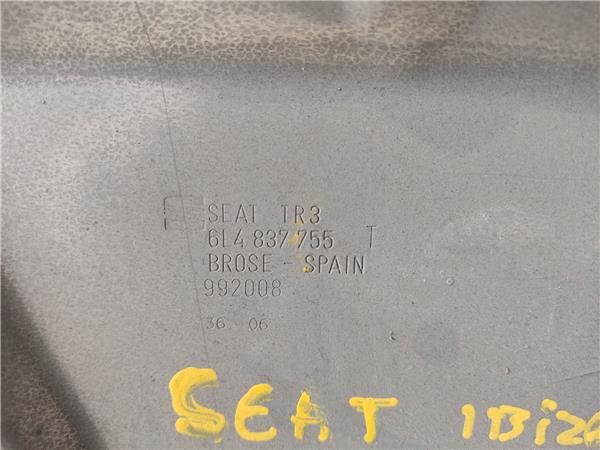 SEAT TR3
6L4 837 755 T
BROSE - SPAIN
992008
36 06
SEAT IBIZA